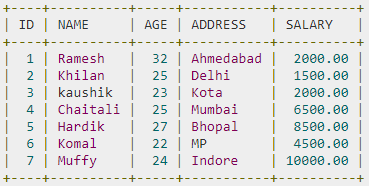 +----+----------+-----+-----------+----------+
| ID | NAME     | AGE | ADDRESS   | SALARY   |
+----+----------+-----+-----------+----------+
|  1 | Ramesh   |  32 | Ahmedabad |  2000.00 |
|  2 | Khilan   |  25 | Delhi     |  1500.00 |
|  3 | kaushik  |  23 | Kota      |  2000.00 |
|  4 | Chaitali |  25 | Mumbai    |  6500.00 |
|  5 | Hardik   |  27 | Bhopal    |  8500.00 |
|  6 | Komal    |  22 | MP        |  4500.00 |
|  7 | Muffy    |  24 | Indore    | 10000.00 |
+----+----------+-----+-----------+----------+